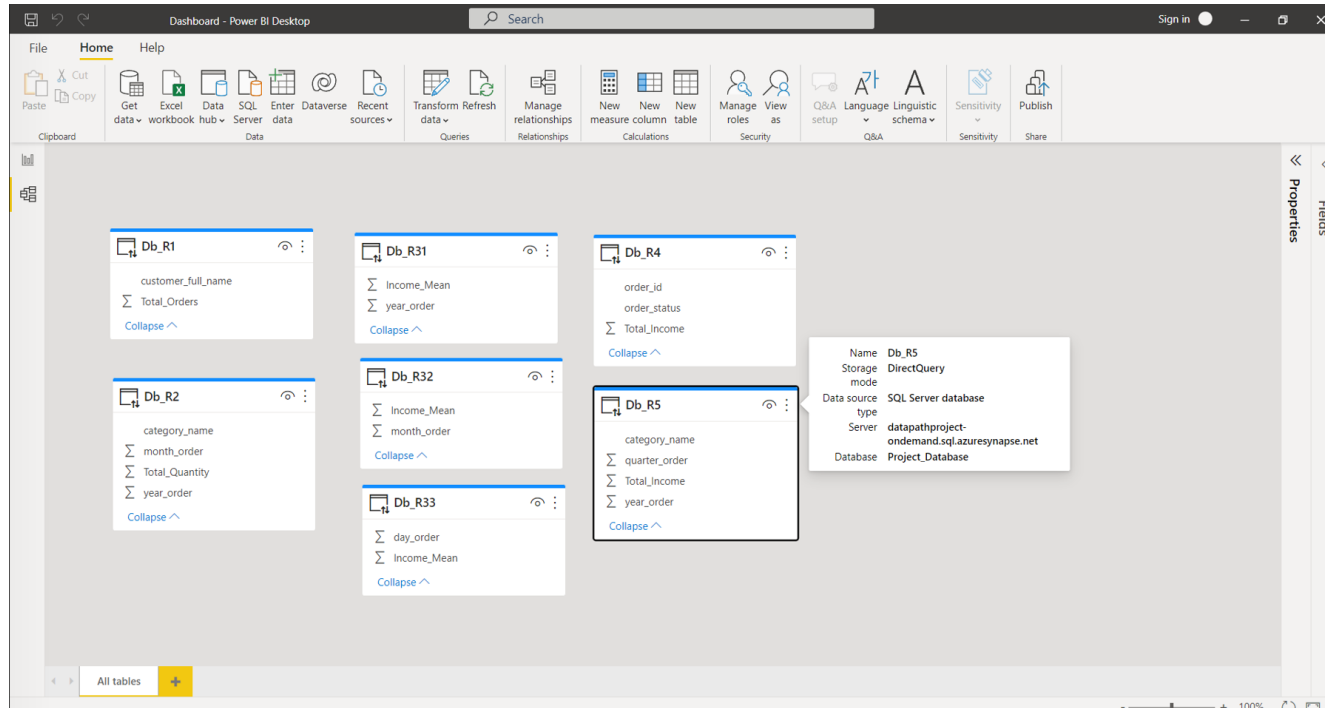 Dashboard - Power BI Desktop
Search
Sign in
File Home Help
Paste
Cut
Copy
Get data
Excel workbook
Data hub
SQL Server
Enter data
Dataverse
Recent sources
Transform data
Refresh
Manage relationships
New measure
New column
New table
Manage roles
View as
Q&A setup
Language
Linguistic schema
Sensitivity
Publish
Clipboard
Data
Queries
Relationships
Calculations
Security
Q&A
Sensitivity
Share
Properties
Fields
Db_R1
customer_full_name
Total_Orders
Collapse
Db_R31
Income_Mean
year_order
Collapse
Db_R4
order_id
order_status
Total_Income
Collapse
Db_R2
category_name
month_order
Total_Quantity
year_order
Collapse
Db_R32
Income_Mean
month_order
Collapse
Db_R5
category_name
quarter_order
Total_Income
year_order
Collapse
Db_R33
day_order
Income_Mean
Collapse
Name Db_R5
Storage mode DirectQuery
Data source type SQL Server database
Server datapathproject-
ondemand.sql.azuresynapse.net
Database Project_Database
All tables
+
- + 100%